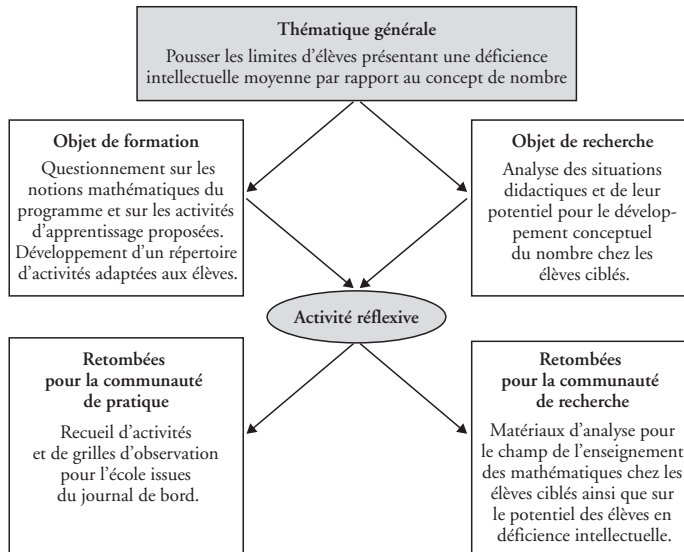 Thématique générale
Pousser les limites d'élèves présentant une déficience
intellectuelle moyenne par rapport au concept de nombre
Objet de formation
Questionnement sur les
notions mathématiques du
programme et sur les activités
d'apprentissage proposées.
Développement d'un répertoire
d'activités adaptées aux élèves.
Objet de recherche
Analyse des situations
didactiques et de leur
potentiel pour le dévelop-
pement conceptuel
du nombre chez les
élèves ciblés.
Activité réflexive
Retombées
pour la communauté
de pratique
Recueil d'activités
et de grilles d'observation
pour l'école issues
du journal de bord.
Retombées
pour la communauté
de recherche
Matériaux d'analyse pour
le champ de l'enseignement
des mathématiques chez les
élèves ciblés ainsi que sur
le potentiel des élèves en
déficience intellectuelle.